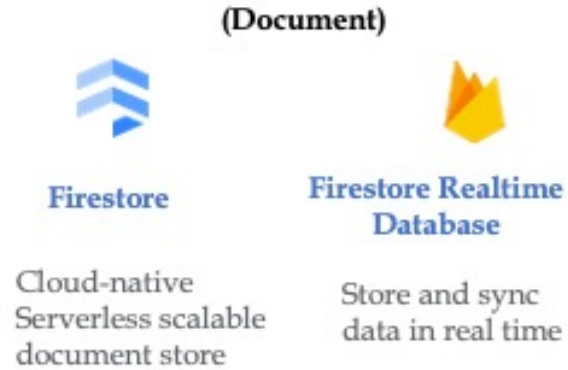 (Document)
Firestore
Cloud-native
Serverless scalable
document store
Firestore Realtime
Database
Store and sync
data in real time